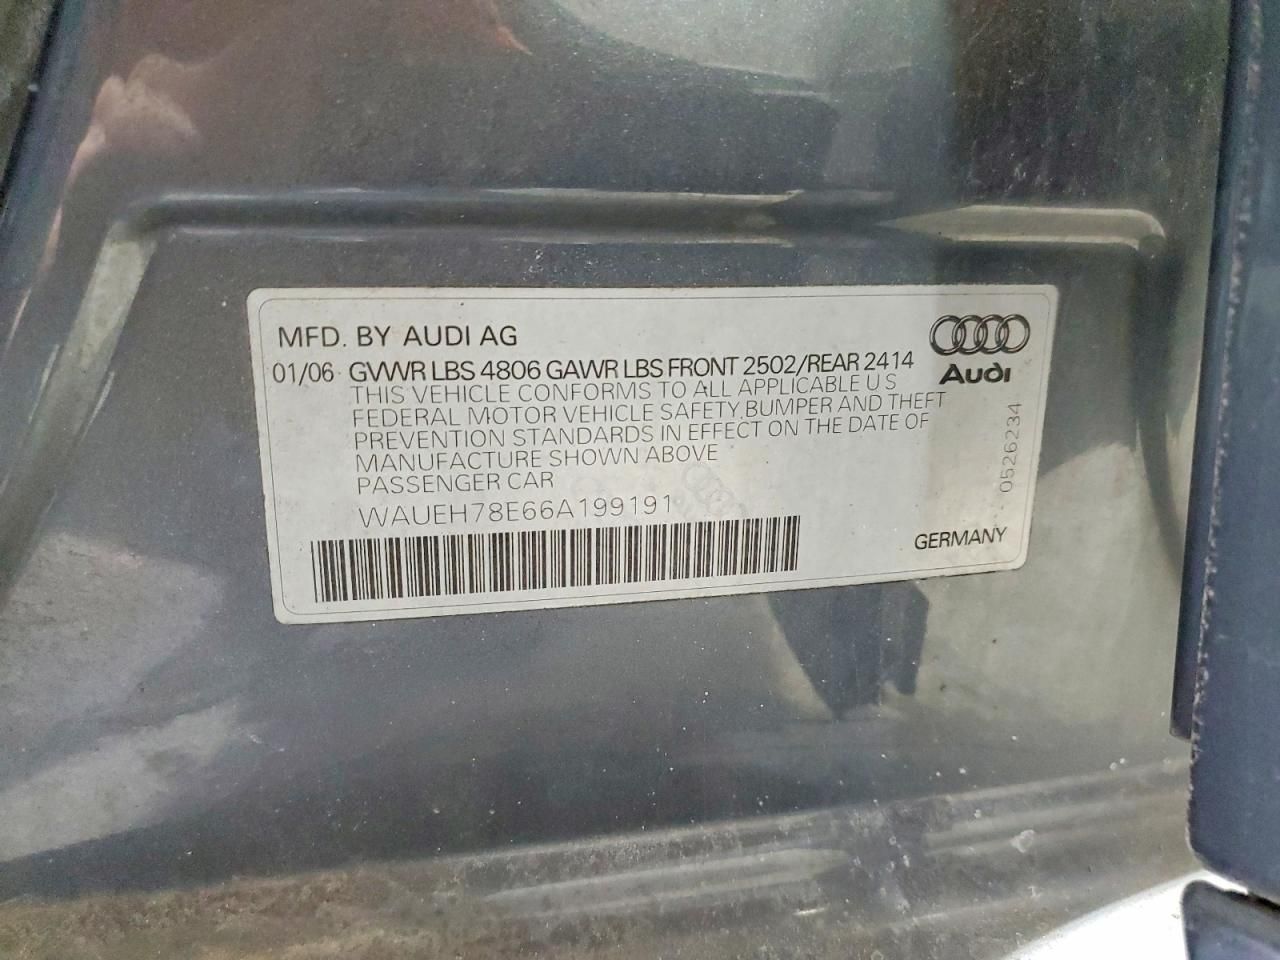 MFD. BY AUDI AG
01/06 GVWR LBS 4806 GAWR LBS FRONT 2502/REAR 2414
THIS VEHICLE CONFORMS TO ALL APPLICABLE U S
FEDERAL MOTOR VEHICLE SAFETY, BUMPER AND THEFT
PREVENTION STANDARDS IN EFFECT ON THE DATE OF
MANUFACTURE SHOWN ABOVE
PASSENGER CAR
WAUEH78E66A199191
Audi
0526234
GERMANY